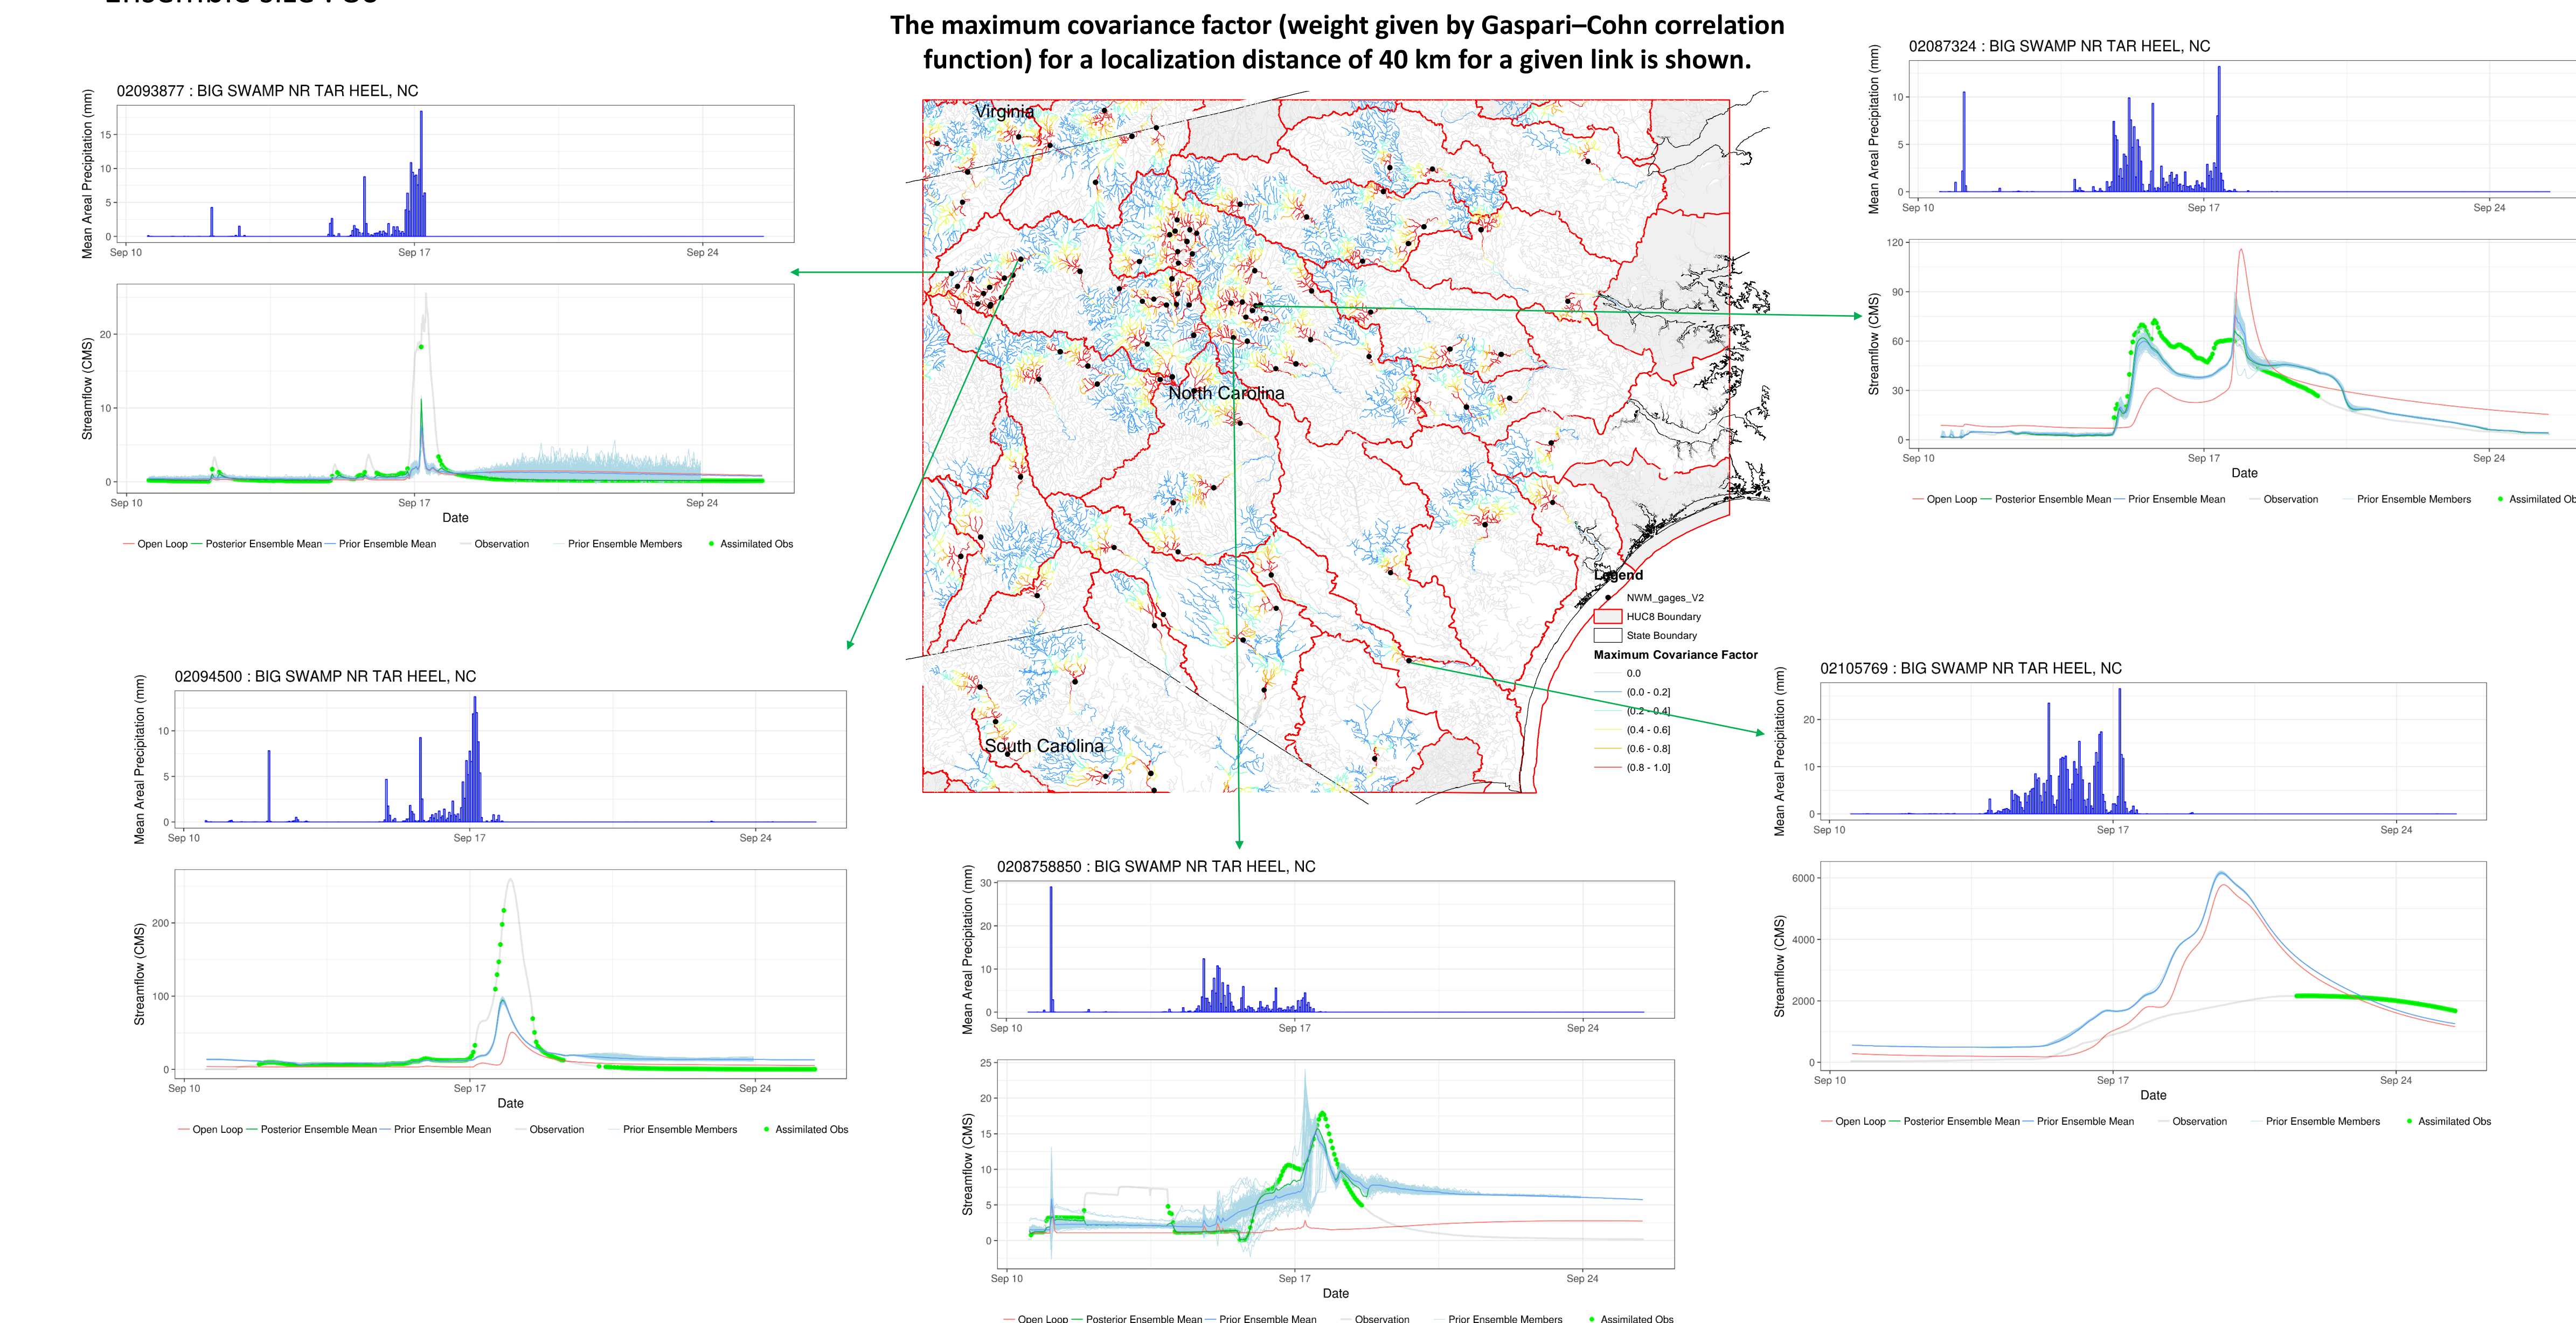 The maximum covariance factor (weight given by Gaspari–Cohn correlation
function) for a localization distance of 40 km for a given link is shown.
02093877 : BIG SWAMP NR TAR HEEL, NC
Mean Areal Precipitation (mm)
15
10
5
0
Sep 10
Sep 17
Sep 24
Streamflow (CMS)
20
10
0
Sep 10
Sep 17
Sep 24
Date
Open Loop
Posterior Ensemble Mean
Prior Ensemble Mean
Observation
Prior Ensemble Members
Assimilated Obs
02094500 : BIG SWAMP NR TAR HEEL, NC
Mean Areal Precipitation (mm)
10
5
0
Sep 10
Sep 17
Sep 24
Streamflow (CMS)
200
100
0
Sep 10
Sep 17
Sep 24
Date
Open Loop
Posterior Ensemble Mean
Prior Ensemble Mean
Observation
Prior Ensemble Members
Assimilated Obs
Virginia
North Carolina
South Carolina
Legend
NWM_gages_V2
HUC8 Boundary
State Boundary
Maximum Covariance Factor
0.0
(0.0 - 0.2]
(0.2 - 0.4]
(0.4 - 0.6]
(0.6 - 0.8]
(0.8 - 1.0]
0208758850 : BIG SWAMP NR TAR HEEL, NC
Mean Areal Precipitation (mm)
30
20
10
0
Sep 10
Sep 17
Sep 24
Streamflow (CMS)
25
20
15
10
5
0
Sep 10
Sep 17
Sep 24
Date
Open Loop
Posterior Ensemble Mean
Prior Ensemble Mean
Observation
Prior Ensemble Members
Assimilated Obs
02087324 : BIG SWAMP NR TAR HEEL, NC
Mean Areal Precipitation (mm)
10
5
0
Sep 10
Sep 17
Sep 24
Streamflow (CMS)
120
90
60
30
0
Sep 10
Sep 17
Sep 24
Date
Open Loop
Posterior Ensemble Mean
Prior Ensemble Mean
Observation
Prior Ensemble Members
Assimilated
02105769 : BIG SWAMP NR TAR HEEL, NC
Mean Areal Precipitation (mm)
20
10
0
Sep 10
Sep 17
Sep 24
Streamflow (CMS)
6000
4000
2000
0
Sep 10
Sep 17
Sep 24
Date
Open Loop
Posterior Ensemble Mean
Prior Ensemble Mean
Observation
Prior Ensemble Members
Assimilated Obs